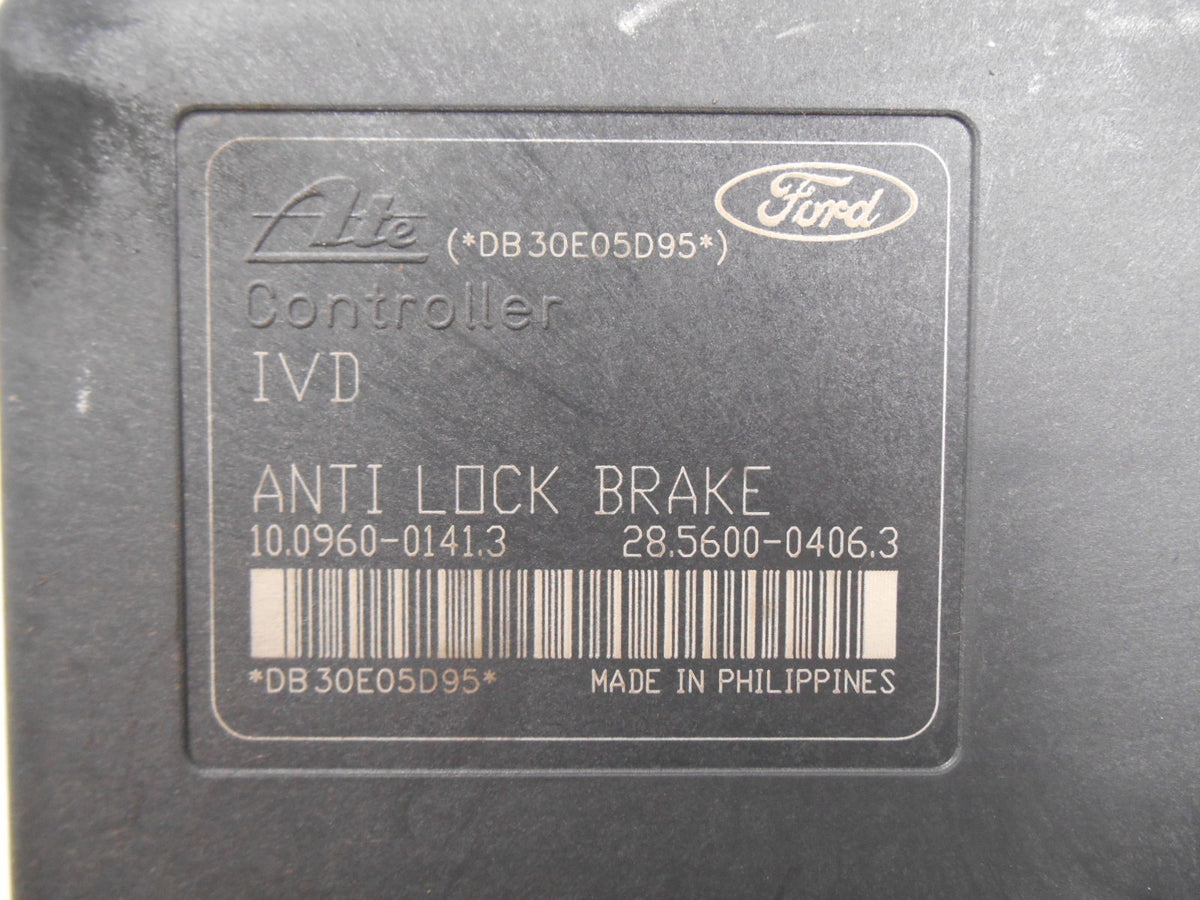 Alte
Ford
(*DB30E05D95*)
Controller
IVD
ANTI LOCK BRAKE
10.0960-0141.3 28.5600-0406.3
*DB30E05D95* MADE IN PHILIPPINES